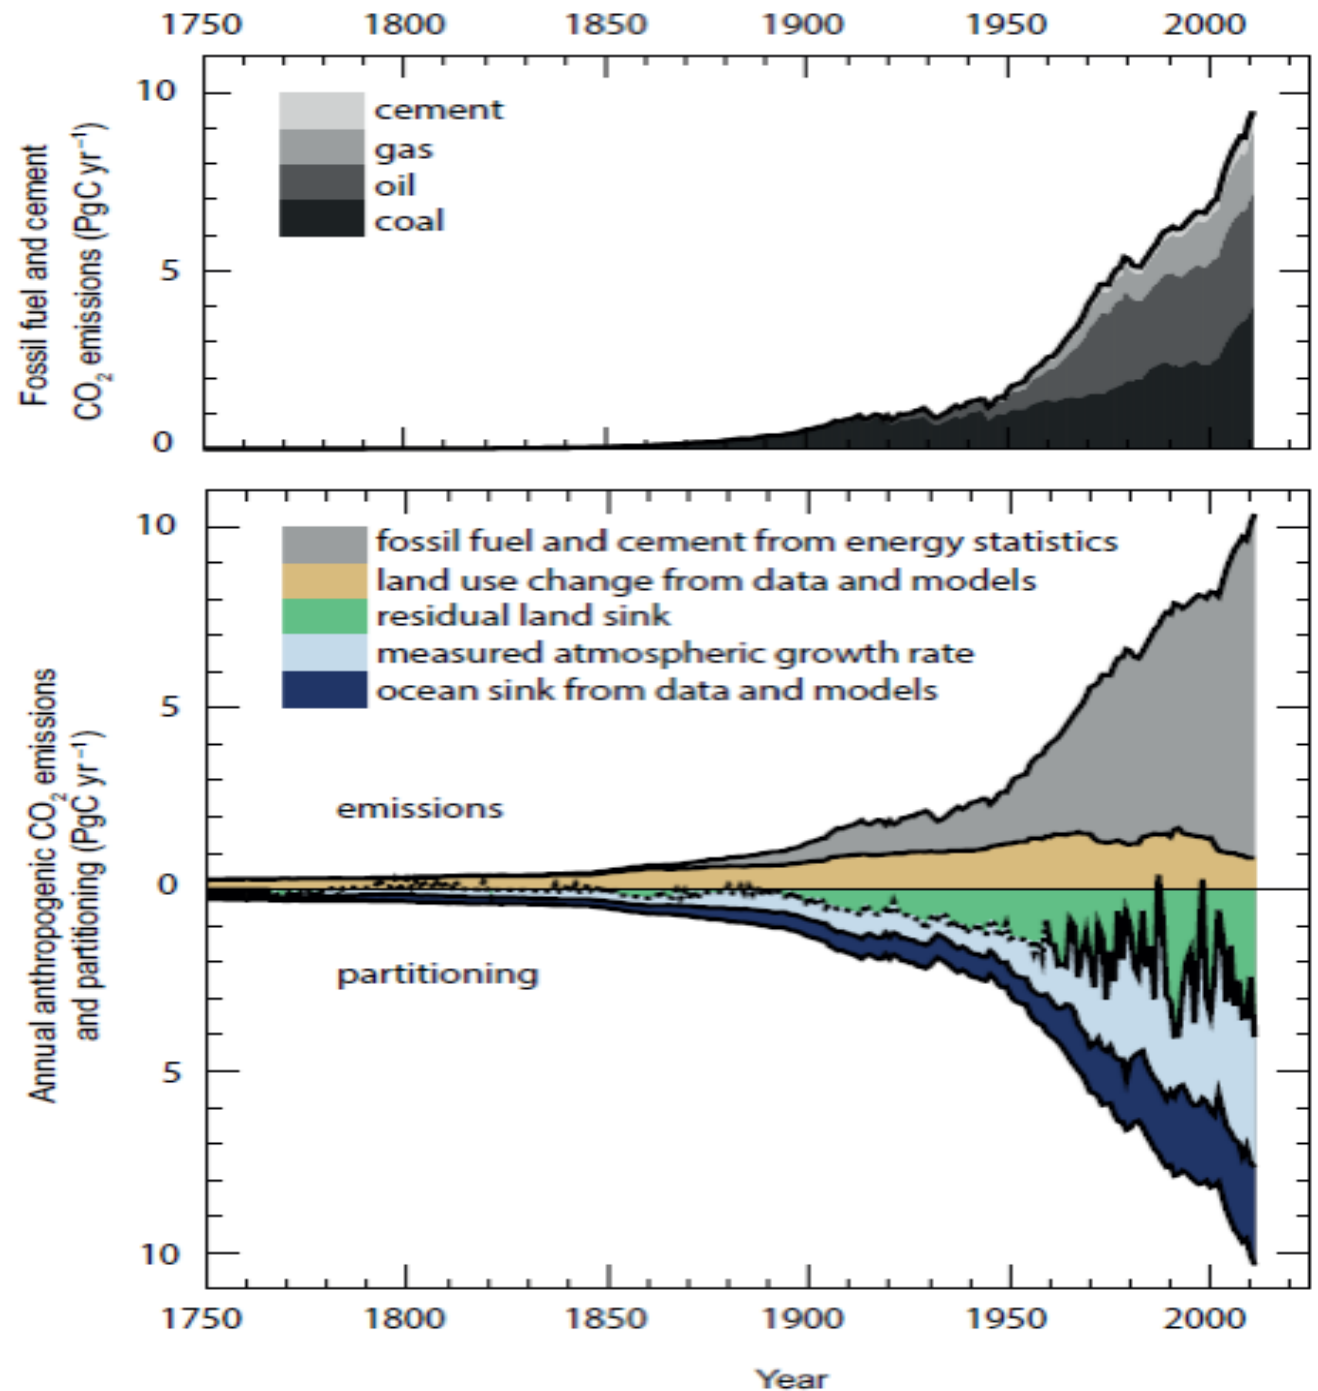 1750 1800 1850 1900 1950 2000
10
5
0
cement
gas
oil
coal
Fossil fuel and cement
CO₂ emissions (PgC yr⁻¹)
10
5
0
5
10
fossil fuel and cement from energy statistics
land use change from data and models
residual land sink
measured atmospheric growth rate
ocean sink from data and models
emissions
partitioning
Annual anthropogenic CO₂ emissions
and partitioning (PgC yr⁻¹)
1750 1800 1850 1900 1950 2000
Year